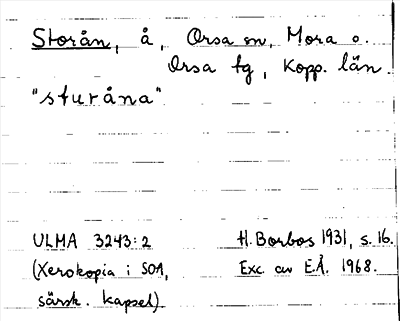 Storån, å, Orsa sn, Mora o.
Orsa tg, Kopp. län.
"sturåna"
ULMA 3243:2 H. Borbos 1931, s. 16.
(Xerokopia i SOA, Exc. av E.Å. 1968.
särsk. kapsel)